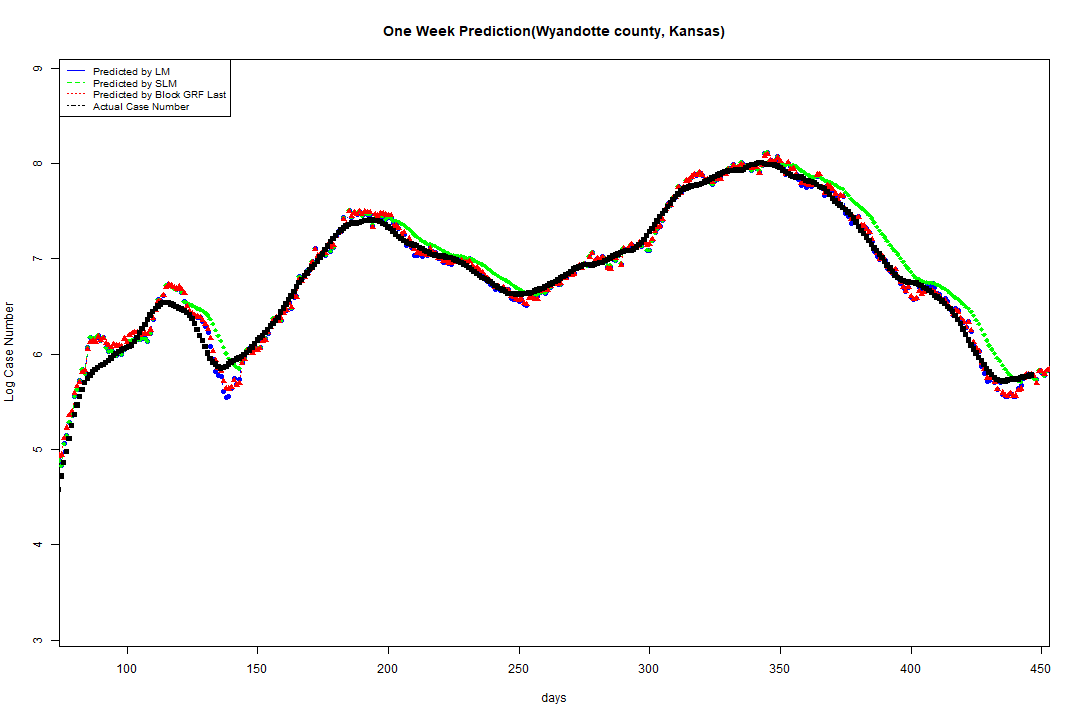 One Week Prediction(Wyandotte county, Kansas)
Predicted by LM
Predicted by SLM
Predicted by Block GRF Last
Actual Case Number
9
8
7
6
5
4
3
Log Case Number
100 150 200 250 300 350 400 450
days